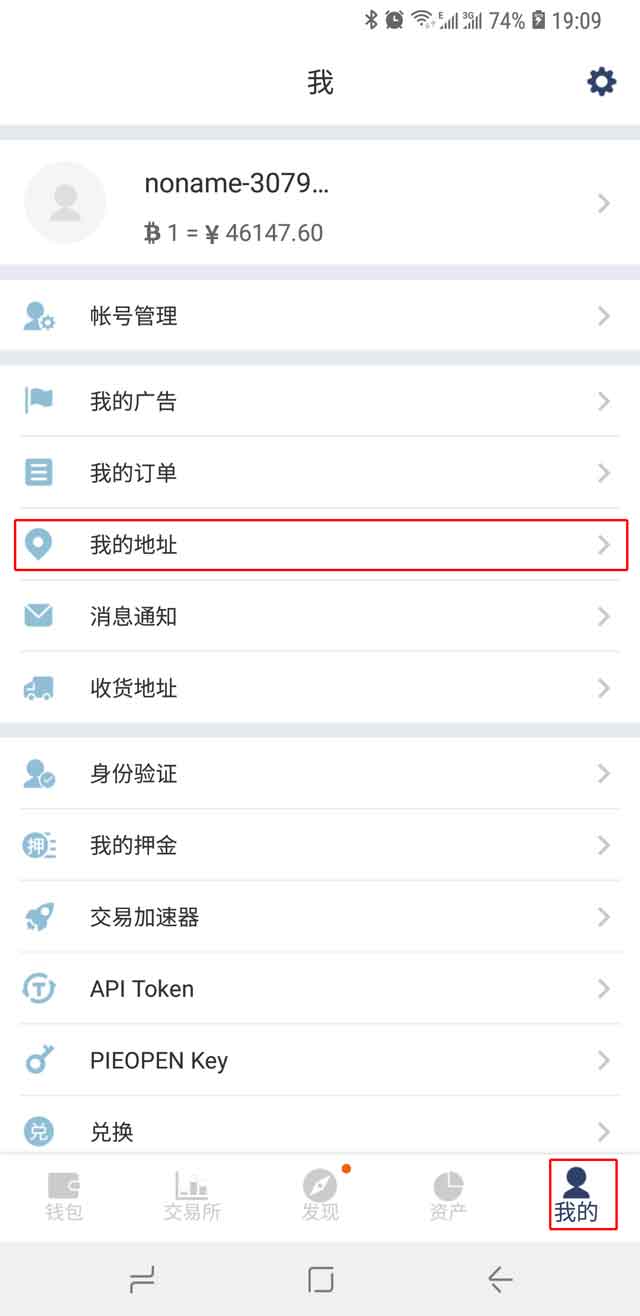 E 3G 74% 19:09
我
noname-3079...
₿ 1 = ¥ 46147.60
帐号管理
我的广告
我的订单
我的地址
消息通知
收货地址
身份验证
押 我的押金
交易加速器
T API Token
PIEOPEN Key
兑 兑换
钱包 交易所 发现 资产 我的